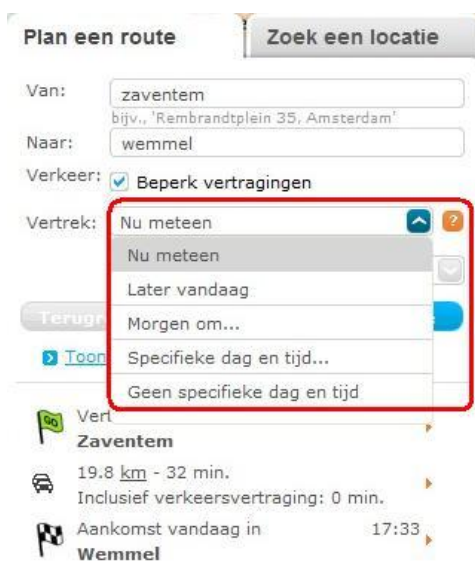 Plan een route
Zoek een locatie
Van: zaventem
bijv., 'Rembrandtplein 35, Amsterdam'
Naar: wemmel
Verkeer: Beperk vertragingen
Vertrek: Nu meteen ?
Nu meteen
Later vandaag
Morgen om...
Specifieke dag en tijd...
Geen specifieke dag en tijd
GO
Zaventem
19.8 km - 32 min.
Inclusief verkeersvertraging: 0 min.
Aankomst vandaag in 17:33
Wemmel